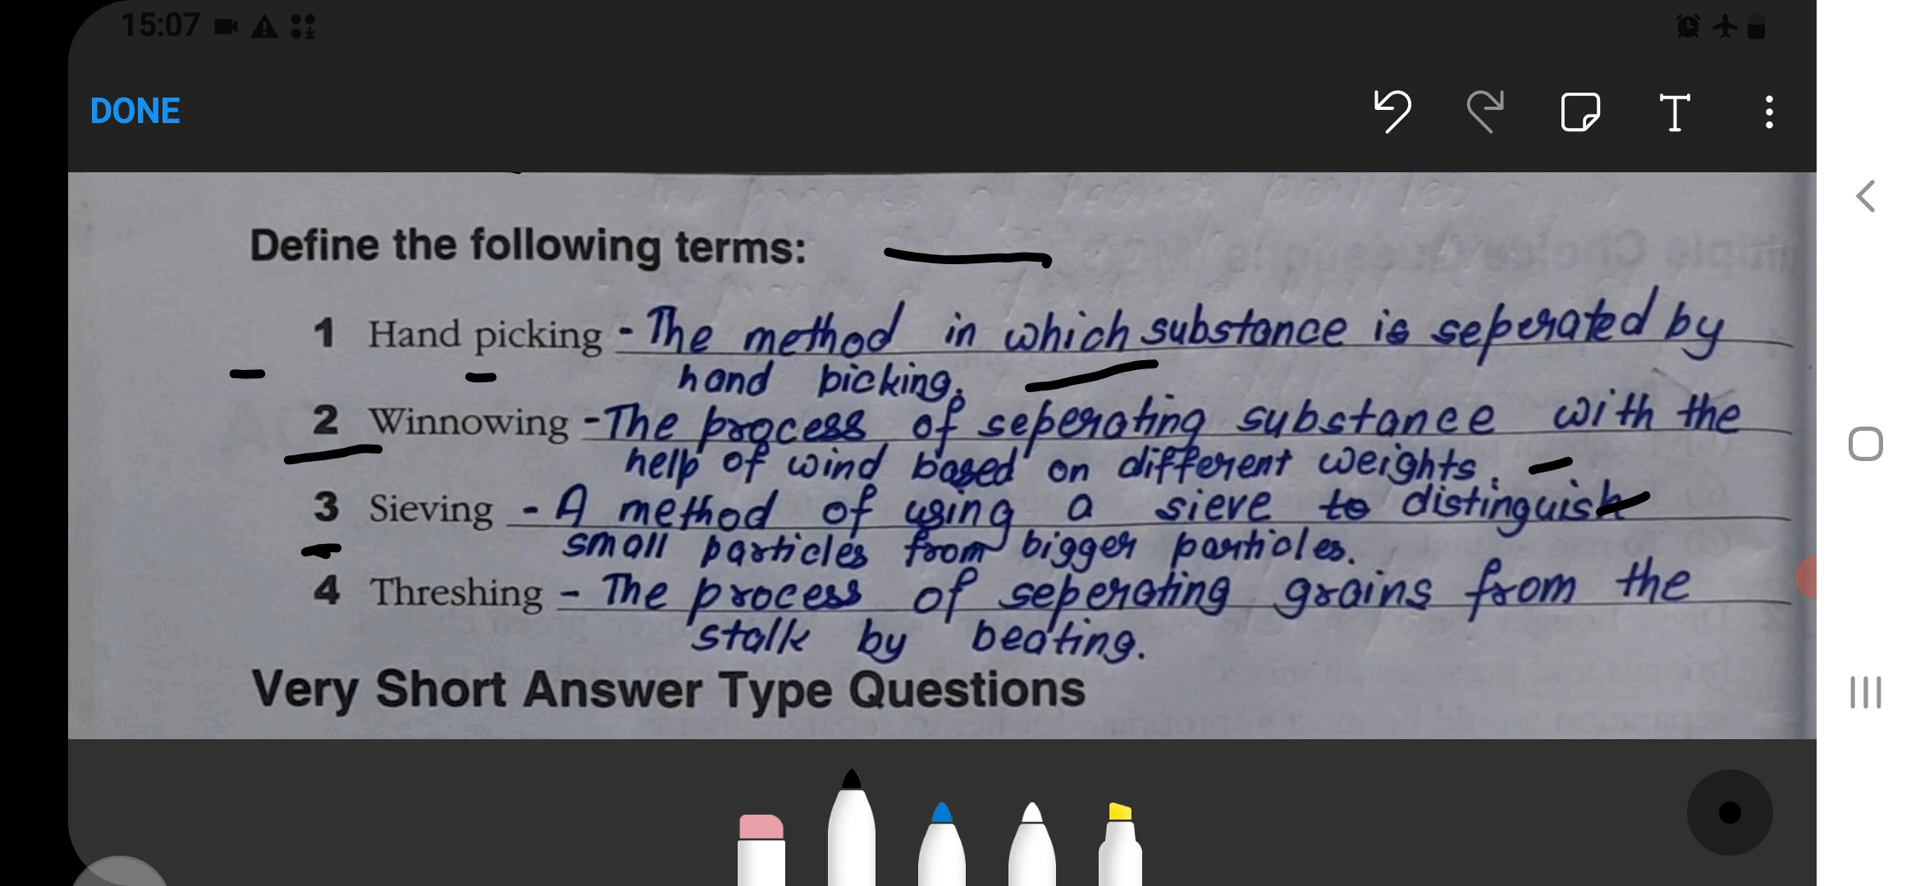 15:07
DONE
T
Define the following terms:
1 Hand picking - The method in which substance is seperated by
hand picking.
2 Winnowing - The process of seperating substance with the
help of wind based on different weights.
3 Sieving - A method of using a sieve to distinguish
small particles from bigger particles.
4 Threshing - The process of seperating grains from the
stalk by beating.
Very Short Answer Type Questions